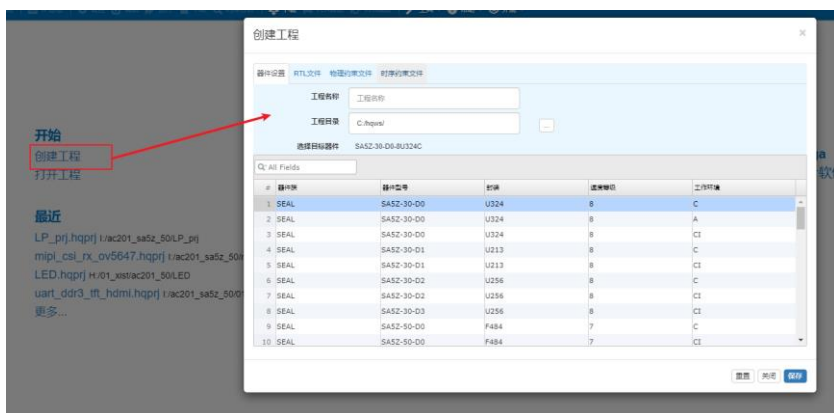 创建工程
×
器件设置 RTL文件 物理约束文件 时序约束文件
工程名称 工程名称
工程目录 C:/hqws/ ...
选择目标器件 SA5Z-30-D0-8U324C
All Fields
# 器件族 器件型号 封装 速度等级 工作环境
1 SEAL SA5Z-30-D0 U324 8 C
2 SEAL SA5Z-30-D0 U324 8 A
3 SEAL SA5Z-30-D0 U324 8 CI
4 SEAL SA5Z-30-D1 U213 8 C
5 SEAL SA5Z-30-D1 U213 8 CI
6 SEAL SA5Z-30-D2 U256 8 C
7 SEAL SA5Z-30-D2 U256 8 CI
8 SEAL SA5Z-30-D3 U256 8 CI
9 SEAL SA5Z-50-D0 F484 7 C
10 SEAL SA5Z-50-D0 F484 7 CI
重置 关闭 保存
开始
创建工程
打开工程
最近
LP_prj.hqprj I:/ac201_sa5z_50/LP_prj
mipi_csi_rx_ov5647.hqprj I:/ac201_sa5z_50/
LED.hqprj H:/01_xist/ac201_50/LED
uart_ddr3_tft_hdmi.hqprj I:/ac201_sa5z_50/0
更多...